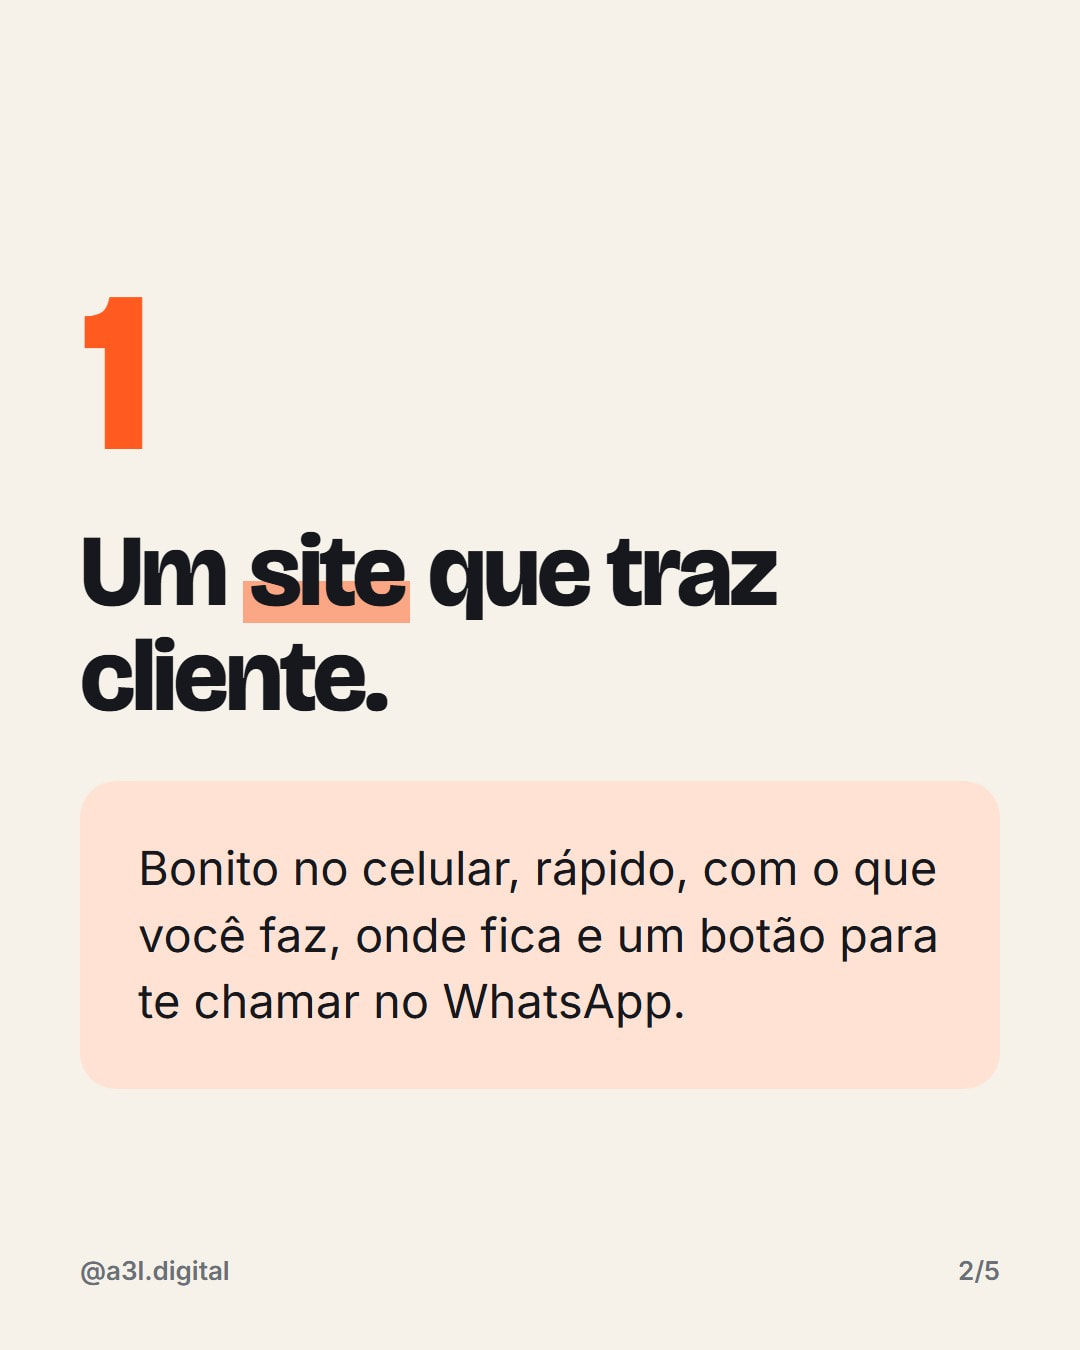 1
Um site que traz
cliente.
Bonito no celular, rápido, com o que
você faz, onde fica e um botão para
te chamar no WhatsApp.
@a3l.digital
2/5